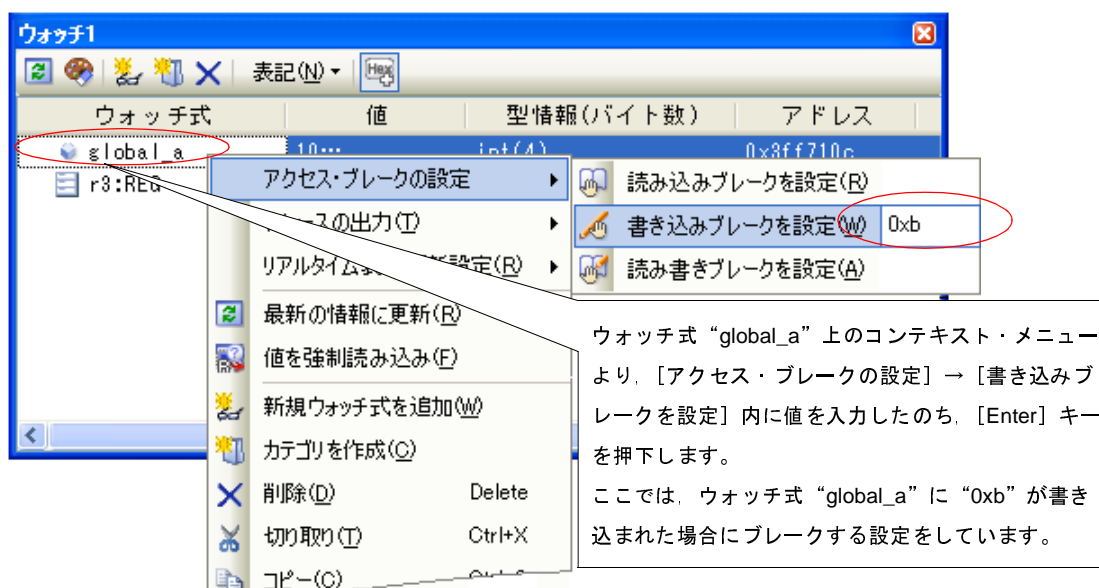 ウォッチ1
表記(N)
Hex
ウォッチ式 値 型情報(バイト数) アドレス
global_a 10… int(4) 0x3ff710c
r3:REG
アクセス・ブレークの設定
読み込みブレークを設定(R)
書き込みブレークを設定(W) 0xb
読み書きブレークを設定(A)
の出力(T)
リアルタイム 設定(R)
最新の情報に更新(R)
値を強制読み込み(F)
新規ウォッチ式を追加(W)
カテゴリを作成(C)
削除(D) Delete
切り取り(T) Ctrl+X
コピー(C)
ウォッチ式“global_a”上のコンテキスト・メニュー
より,［アクセス・ブレークの設定］→［書き込みブ
レークを設定］内に値を入力したのち,［Enter］キー
を押下します。
ここでは,ウォッチ式“global_a”に“0xb”が書き
込まれた場合にブレークする設定をしています。